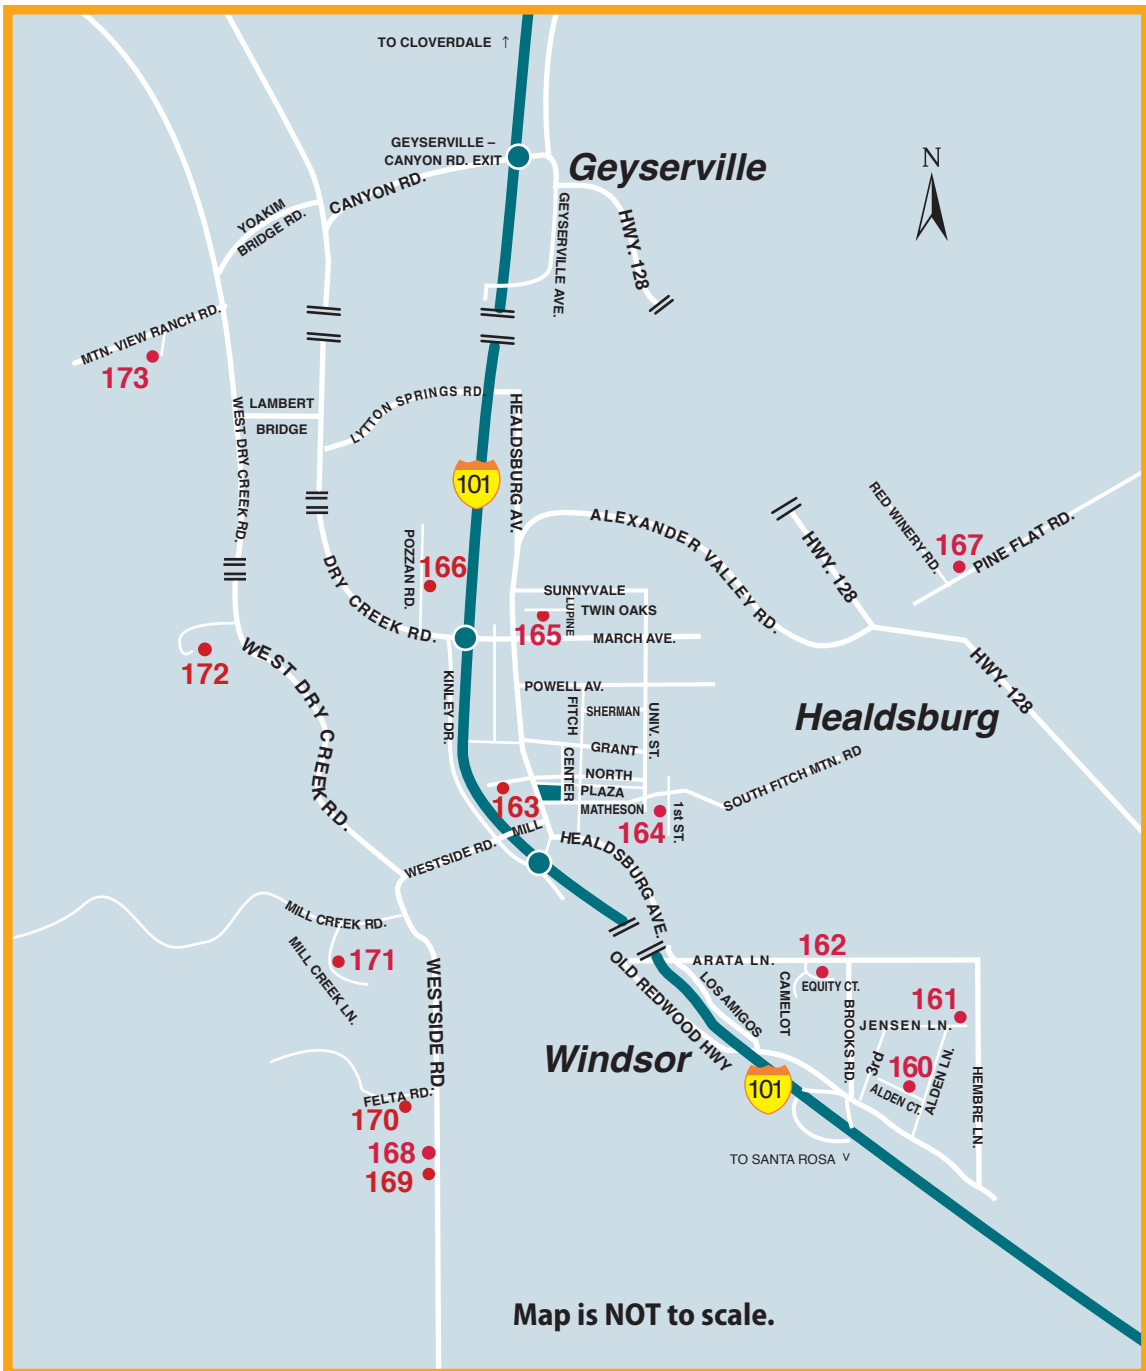 TO CLOVERDALE ↑
GEYSERVILLE –
CANYON RD. EXIT
Geyserville
N
CANYON RD.
YOAKIM
BRIDGE RD.
GEYSERVILLE AVE.
HWY. 128
MTN. VIEW RANCH RD.
173
WEST DRY CREEK RD.
LAMBERT
BRIDGE
LYTTON SPRINGS RD.
HEALDSBURG AV.
101
ALEXANDER VALLEY RD.
HWY. 128
RED WINERY RD.
167
PINE FLAT RD.
POZZAN RD.
166
DRY CREEK RD.
SUNNYVALE
LUPINE
TWIN OAKS
165
MARCH AVE.
172
WEST DRY CREEK RD.
KINLEY DR.
POWELL AV.
FITCH
SHERMAN
UNIV. ST.
Healdsburg
HWY. 128
GRANT
CENTER
NORTH
PLAZA
MATHESON
163
164
1st ST.
SOUTH FITCH MTN. RD
MILL
WESTSIDE RD.
HEALDSBURG AVE.
MILL CREEK RD.
171
MILL CREEK LN.
WESTSIDE RD
OLD REDWOOD HWY
LOS AMIGOS
ARATA LN.
162
CAMELOT
EQUITY CT.
BROOKS RD.
161
JENSEN LN.
Windsor
101
3rd
160
ALDEN CT.
ALDEN LN.
HEMBRE LN.
FELTA RD.
170
168
169
TO SANTA ROSA v
Map is NOT to scale.